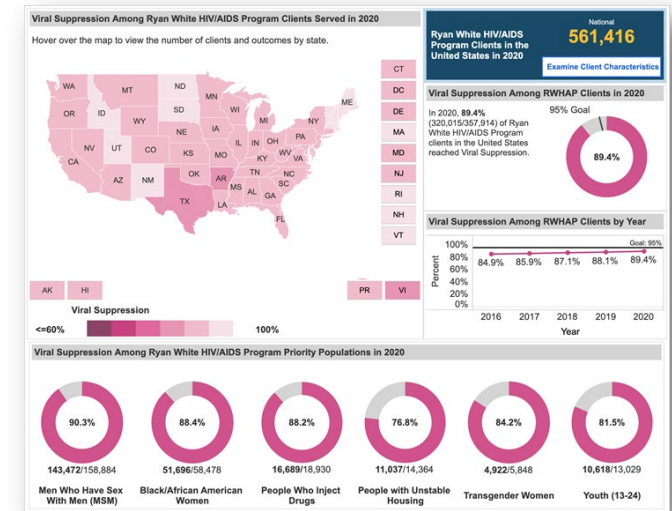 Viral Suppression Among Ryan White HIV/AIDS Program Clients Served in 2020
Hover over the map to view the number of clients and outcomes by state.
WA
OR
CA
NV
ID
MT
WY
UT
AZ
CO
NM
ND
SD
NE
KS
OK
TX
MN
IA
MO
AR
LA
WI
IL
MI
IN
OH
KY
TN
MS
AL
GA
FL
SC
NC
VA
WV
PA
NY
ME
CT
DC
DE
MA
MD
NJ
RI
NH
VT
AK
HI
PR
VI
Viral Suppression
<=60%
100%
Ryan White HIV/AIDS
Program Clients in the
United States in 2020
National
561,416
Examine Client Characteristics
Viral Suppression Among RWHAP Clients in 2020
In 2020, 89.4%
(320,015/357,914) of Ryan
White HIV/AIDS Program
clients in the United States
reached Viral Suppression.
95% Goal
89.4%
Viral Suppression Among RWHAP Clients by Year
Goal: 95%
Percent
100%
80%
60%
40%
20%
0%
84.9%
85.9%
87.1%
88.1%
89.4%
2016
2017
2018
2019
2020
Year
Viral Suppression Among Ryan White HIV/AIDS Program Priority Populations in 2020
90.3%
143,472/158,884
Men Who Have Sex
With Men (MSM)
88.4%
51,696/58,478
Black/African American
Women
88.2%
16,689/18,930
People Who Inject
Drugs
76.8%
11,037/14,364
People with Unstable
Housing
84.2%
4,922/5,848
Transgender Women
81.5%
10,618/13,029
Youth (13-24)